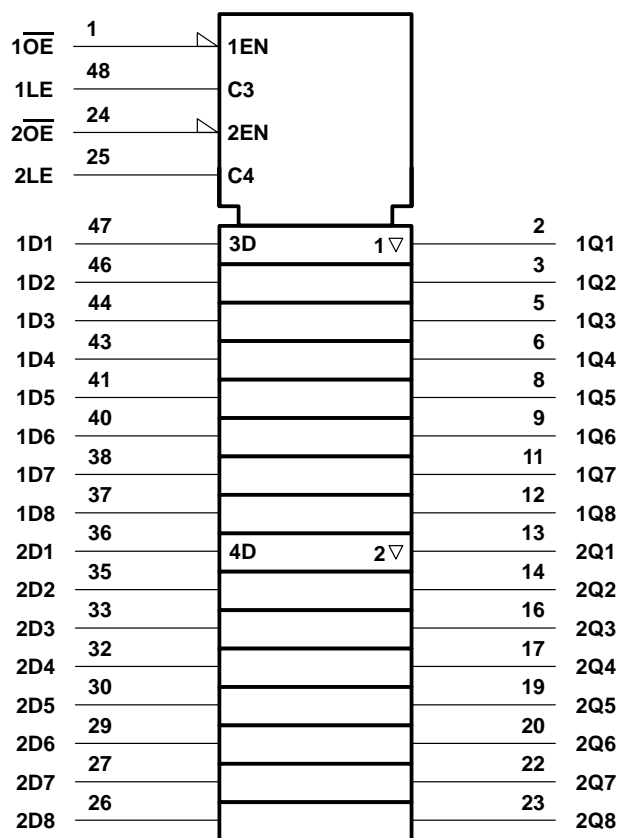 1O̅E̅ 1 1EN
1LE 48 C3
2O̅E̅ 24 2EN
2LE 25 C4
1D1 47 3D 1▽ 2 1Q1
1D2 46 3 1Q2
1D3 44 5 1Q3
1D4 43 6 1Q4
1D5 41 8 1Q5
1D6 40 9 1Q6
1D7 38 11 1Q7
1D8 37 12 1Q8
2D1 36 4D 2▽ 13 2Q1
2D2 35 14 2Q2
2D3 33 16 2Q3
2D4 32 17 2Q4
2D5 30 19 2Q5
2D6 29 20 2Q6
2D7 27 22 2Q7
2D8 26 23 2Q8